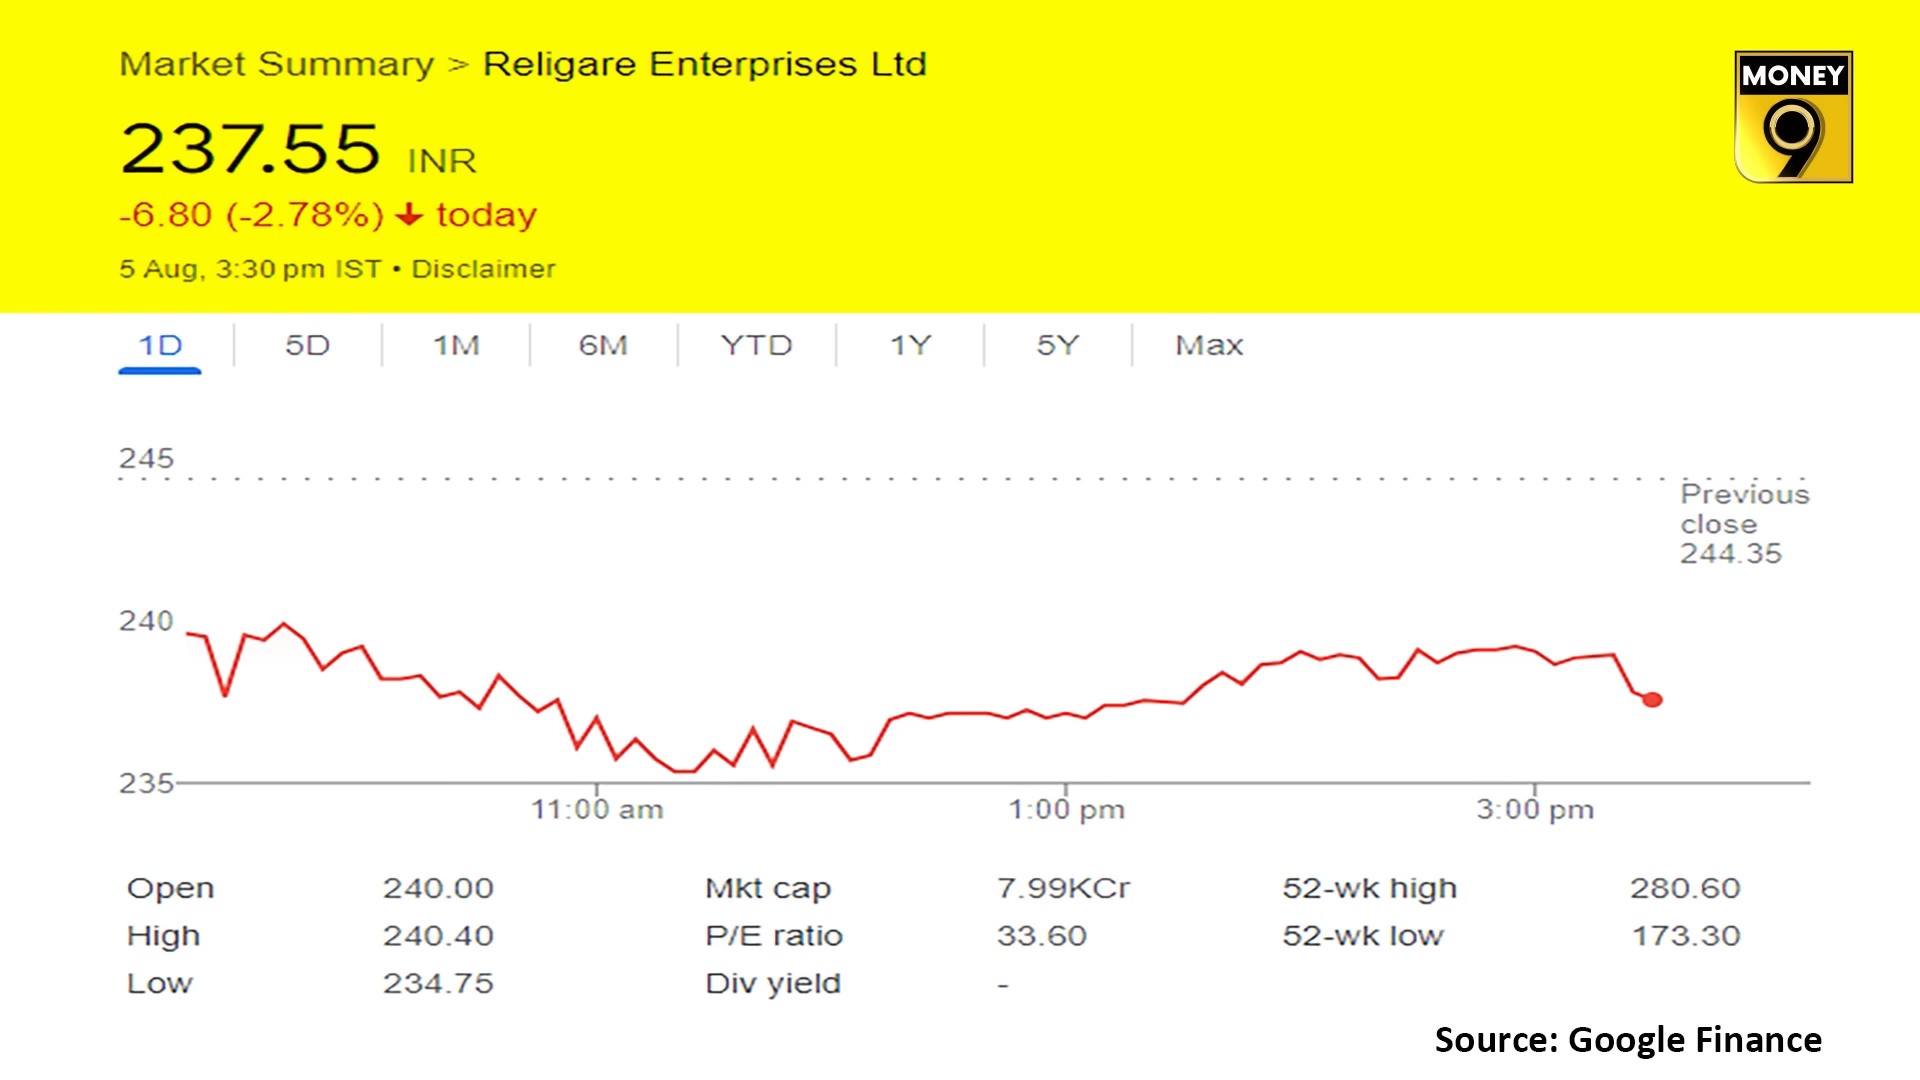 Market Summary > Religare Enterprises Ltd
MONEY
9
237.55 INR
-6.80 (-2.78%) ↓ today
5 Aug, 3:30 pm IST • Disclaimer
1D 5D 1M 6M YTD 1Y 5Y Max
245
Previous
close
244.35
240
235
11:00 am 1:00 pm 3:00 pm
Open 240.00 Mkt cap 7.99KCr 52-wk high 280.60
High 240.40 P/E ratio 33.60 52-wk low 173.30
Low 234.75 Div yield -
Source: Google Finance